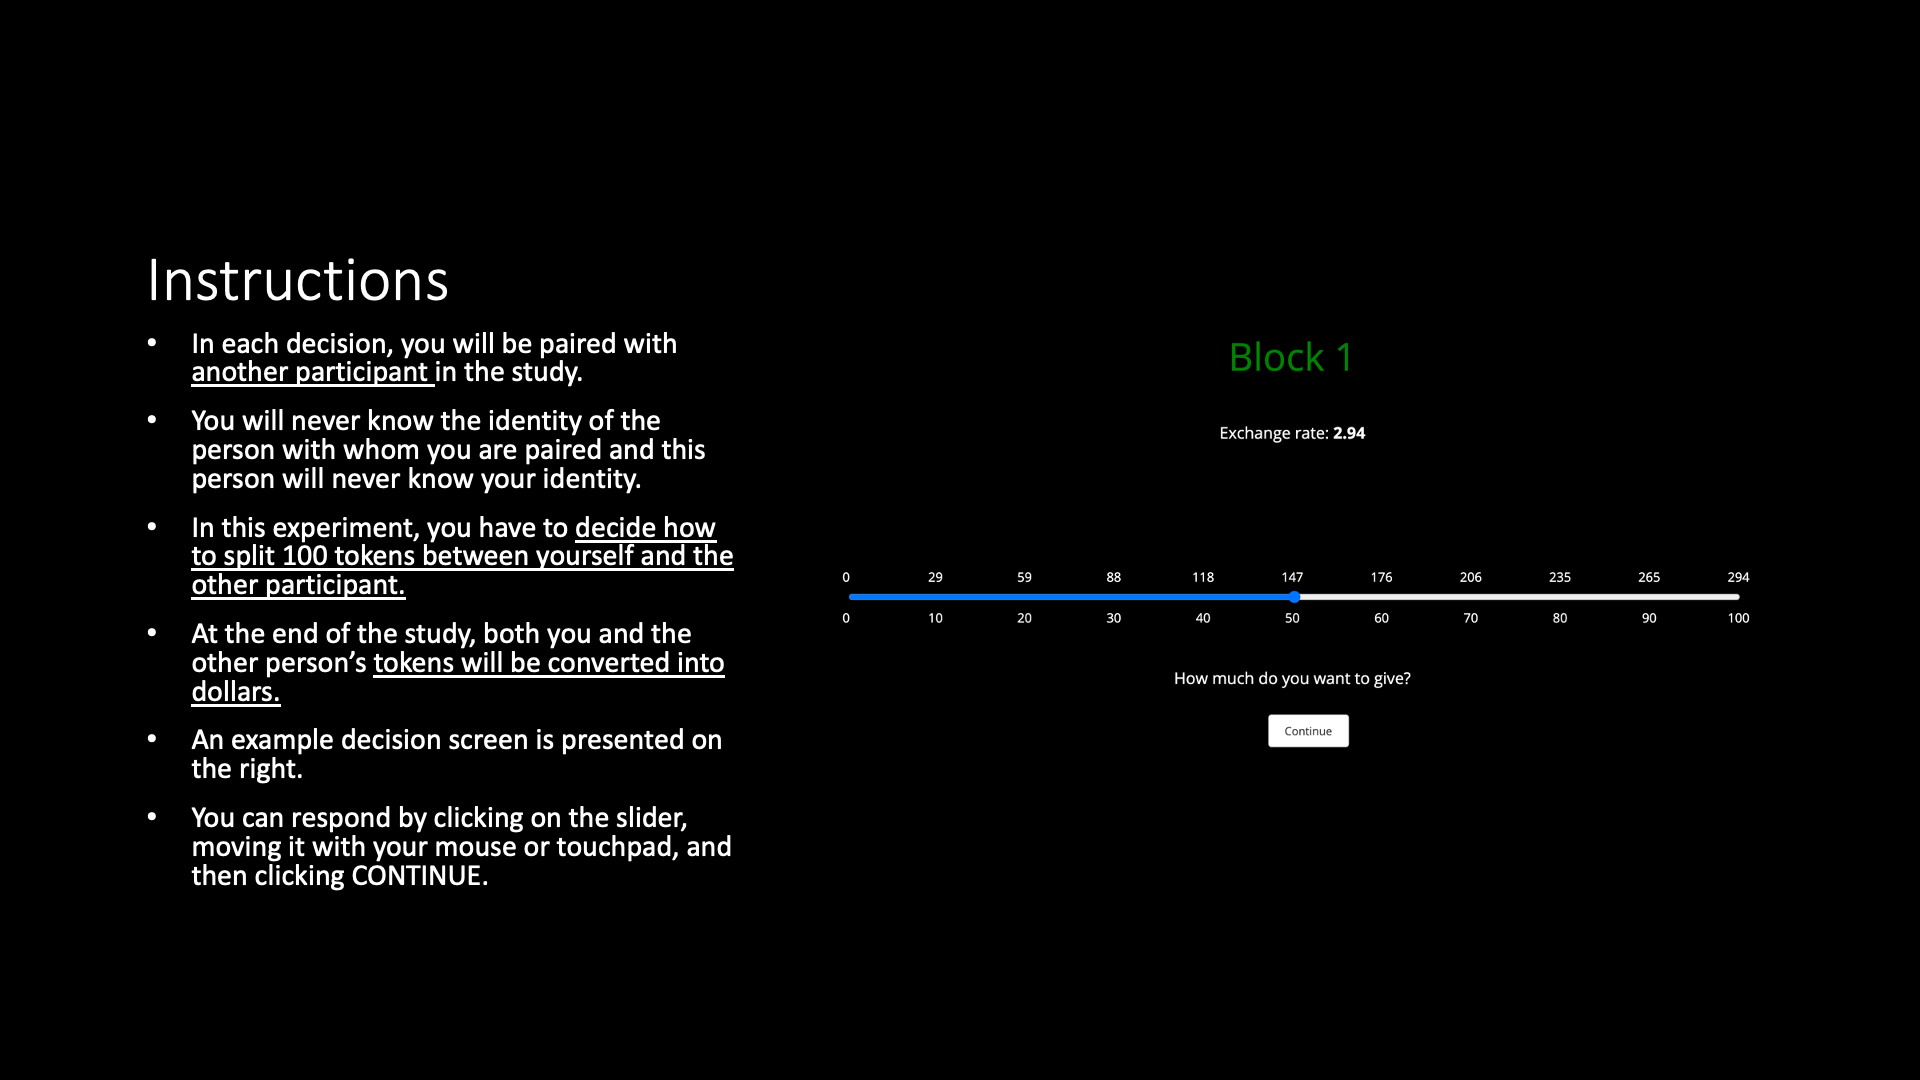 Instructions
• In each decision, you will be paired with
another participant in the study.
• You will never know the identity of the
person with whom you are paired and this
person will never know your identity.
• In this experiment, you have to decide how
to split 100 tokens between yourself and the
other participant.
• At the end of the study, both you and the
other person’s tokens will be converted into
dollars.
• An example decision screen is presented on
the right.
• You can respond by clicking on the slider,
moving it with your mouse or touchpad, and
then clicking CONTINUE.
Block 1
Exchange rate: 2.94
0 29 59 88 118 147 176 206 235 265 294
0 10 20 30 40 50 60 70 80 90 100
How much do you want to give?
Continue